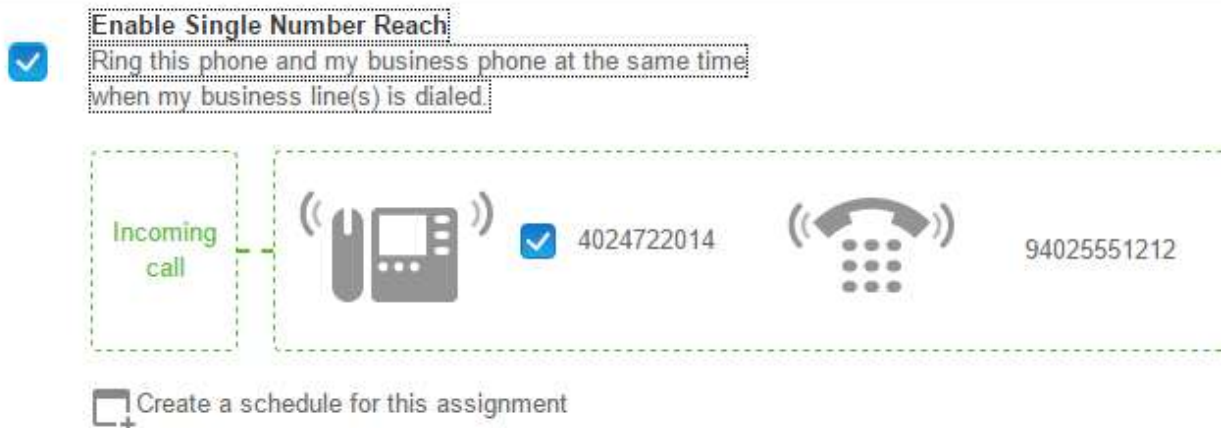 Enable Single Number Reach
Ring this phone and my business phone at the same time
when my business line(s) is dialed.
Incoming
call
4024722014
94025551212
Create a schedule for this assignment